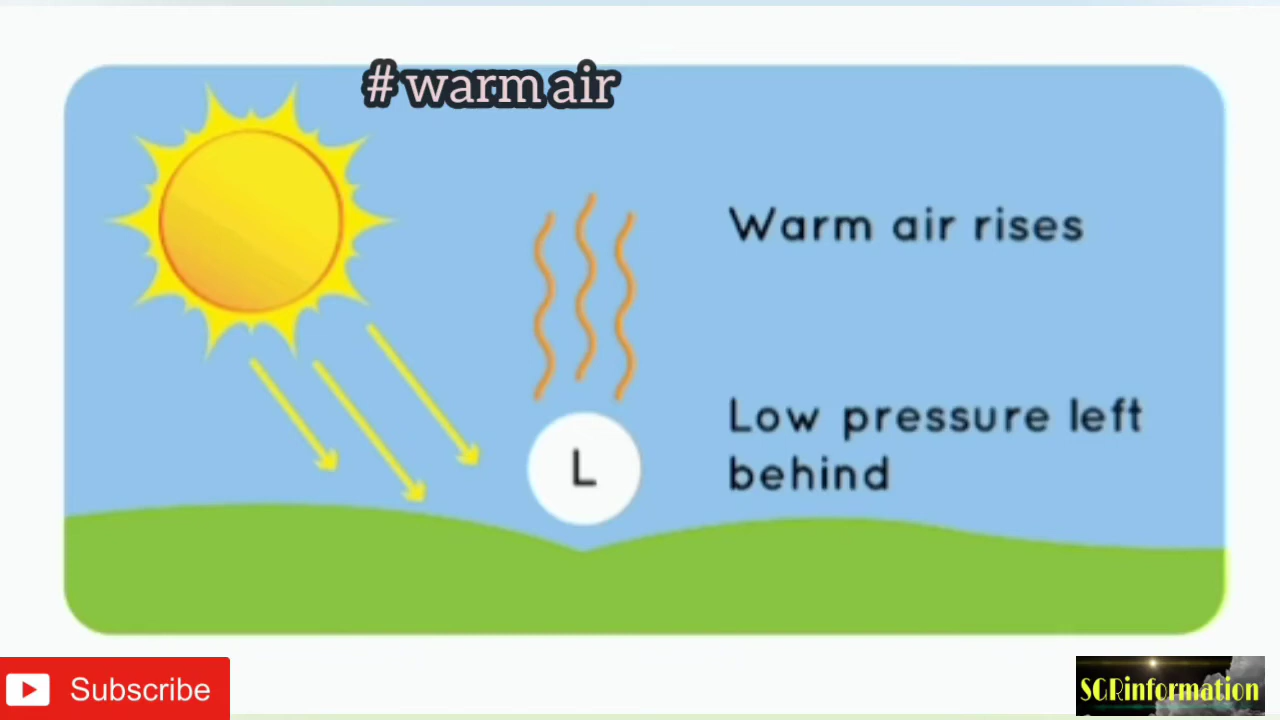 # warm air
Warm air rises
Low pressure left
behind
L
Subscribe
SCRinformation